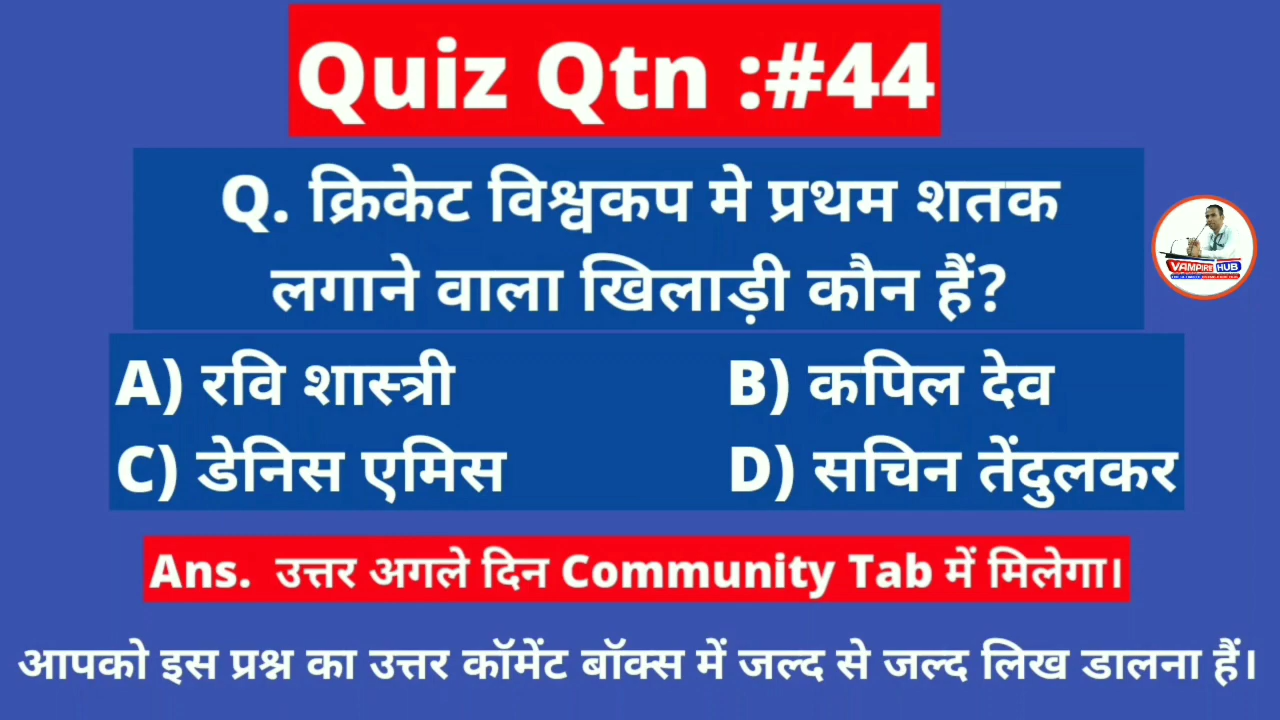 Quiz Qtn :#44
Q. क्रिकेट विश्वकप मे प्रथम शतक
लगाने वाला खिलाड़ी कौन हैं?
A) रवि शास्त्री B) कपिल देव
C) डेनिस एमिस D) सचिन तेंदुलकर
VAMPIRE HUB
Ans. उत्तर अगले दिन Community Tab में मिलेगा।
आपको इस प्रश्न का उत्तर कॉमेंट बॉक्स में जल्द से जल्द लिख डालना हैं।